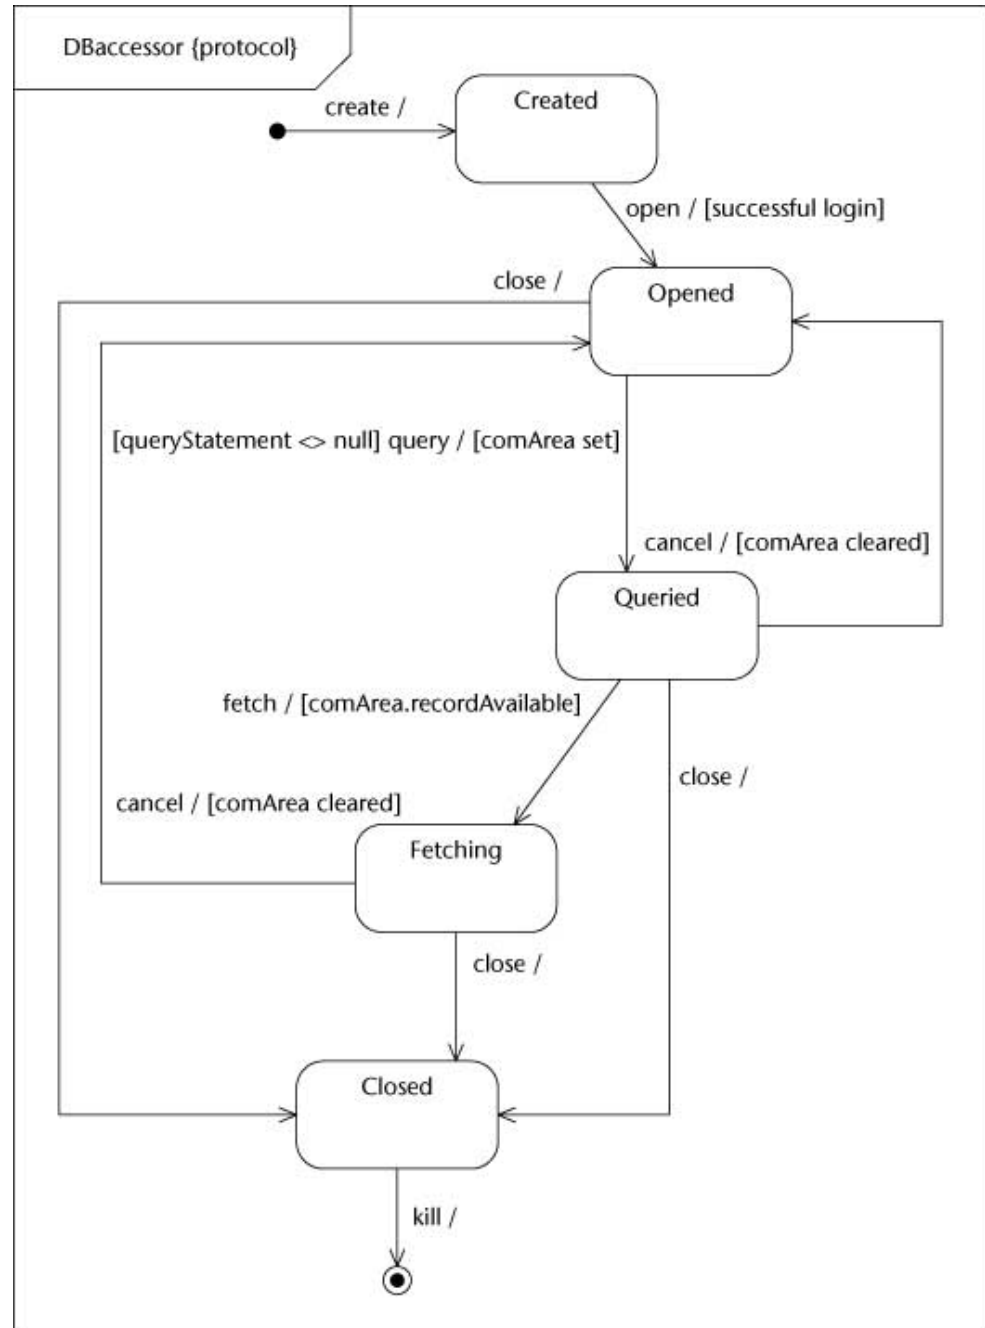 DBaccessor {protocol}
create /
Created
open / [successful login]
close /
Opened
[queryStatement <> null] query / [comArea set]
cancel / [comArea cleared]
Queried
fetch / [comArea.recordAvailable]
close /
cancel / [comArea cleared]
Fetching
close /
Closed
kill /